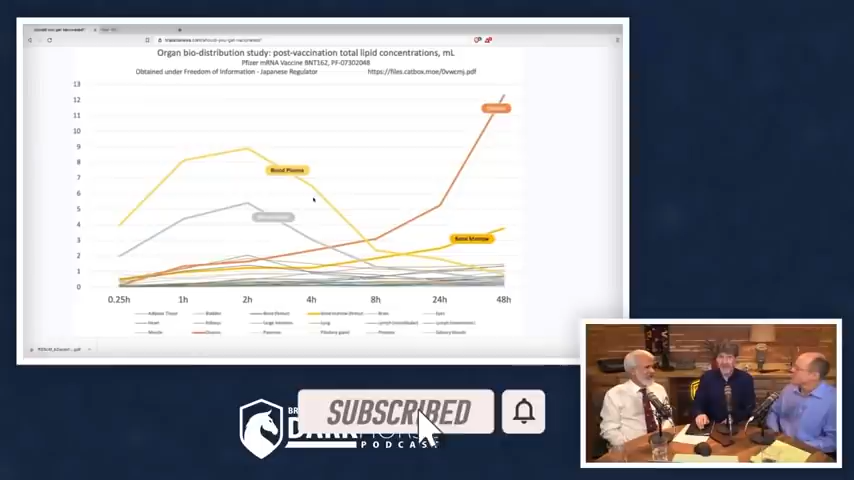 Organ bio-distribution study: post-vaccination total lipid concentrations, mL
Pfizer mRNA Vaccine BNT162, PF-07302048
Obtained under Freedom of Information - Japanese Regulator
https://files.catbox.moe/0vwcmj.pdf
13
12
11
10
9
8
7
6
5
4
3
2
1
0
Blood Plasma
Bone Marrow
0.25h
1h
2h
4h
8h
24h
48h
Adipose Tissue
Bladder
Bone (femur)
Bone marrow (femur)
Brain
Eyes
Heart
Kidneys
Large intestine
Lung
Muscle
Ovaries
Pancreas
Pituitary gland
Prostate
Salivary Glands
SUBSCRIBED
PODCAST